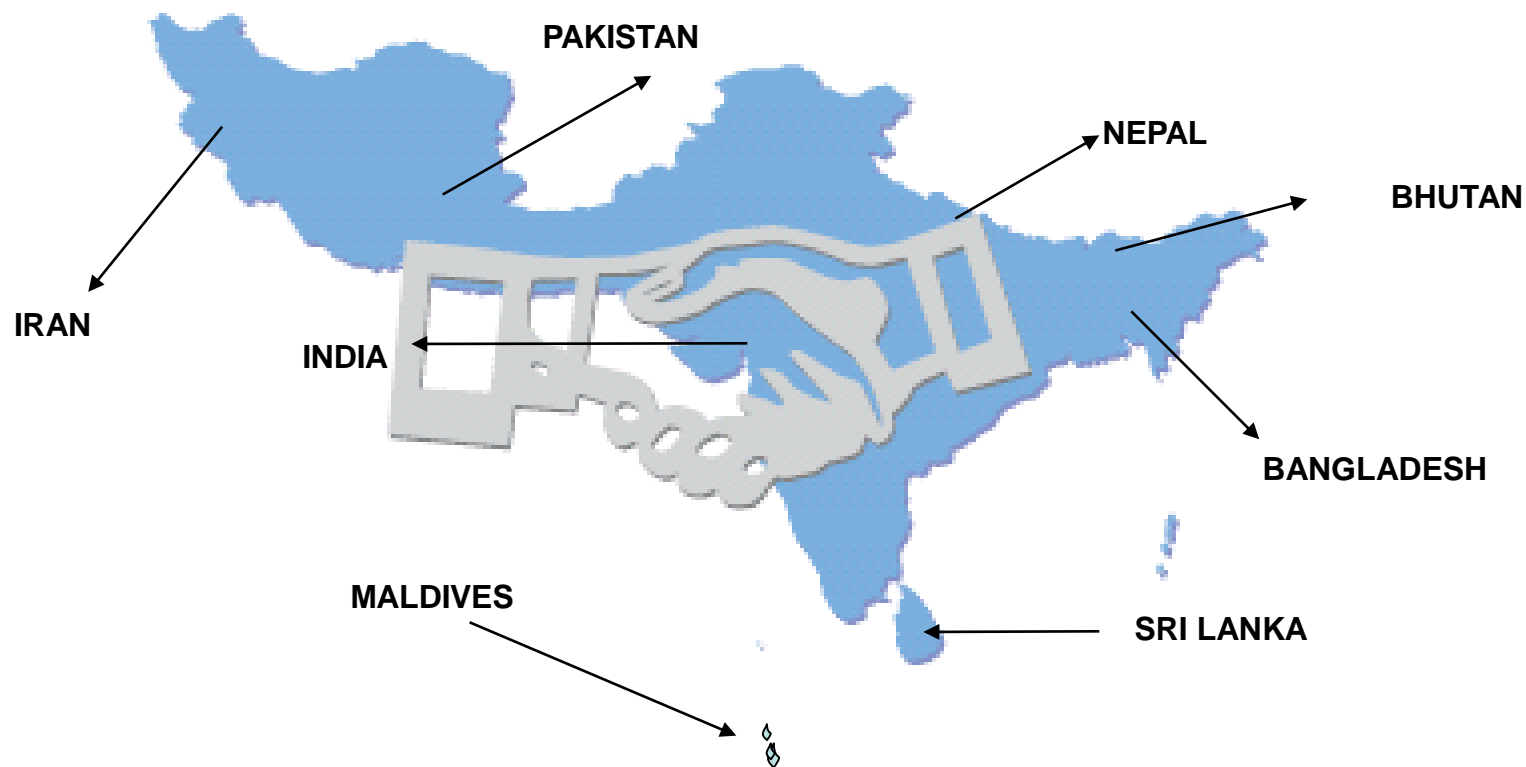 PAKISTAN
NEPAL
BHUTAN
IRAN
INDIA
BANGLADESH
MALDIVES
SRI LANKA